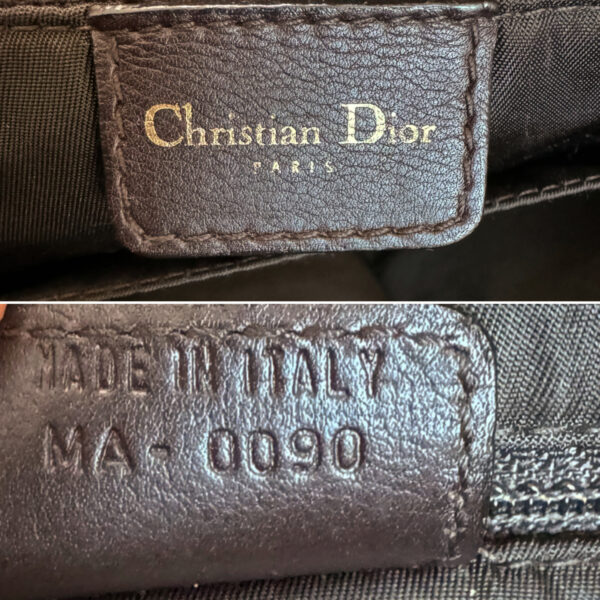 Christian Dior
PARIS
MADE IN ITALY
MA-0090